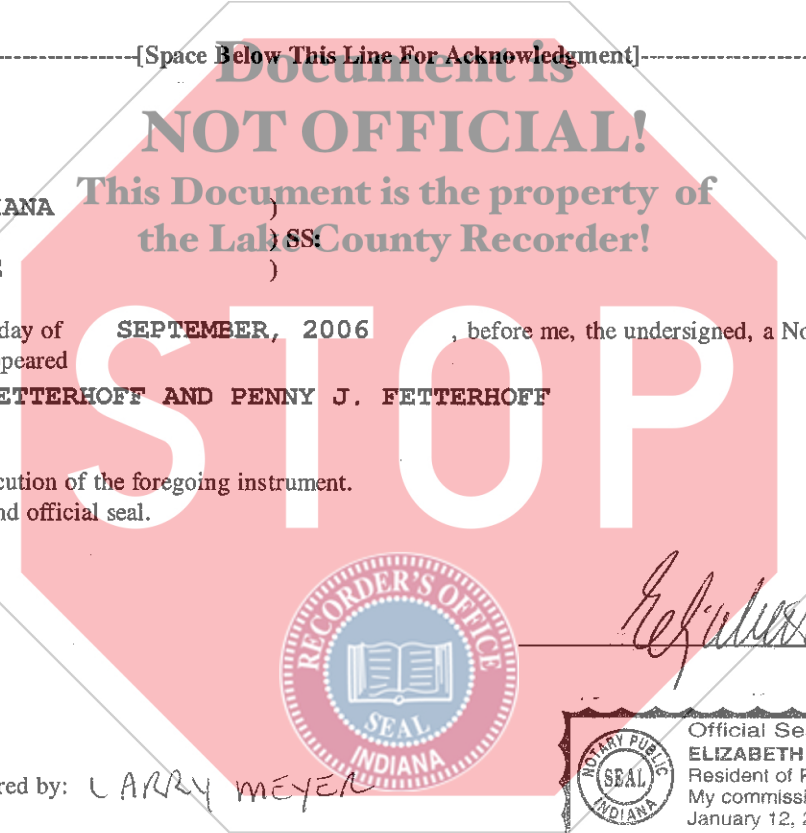 [Space Below This Line For Acknowledgment]
Document is
NOT OFFICIAL!
This Document is the property of
the Lake County Recorder!
IANA )
) SS:
)
day of SEPTEMBER, 2006 , before me, the undersigned, a No
peared
ETTERHOFF AND PENNY J. FETTERHOFF
STOP
cution of the foregoing instrument.
nd official seal.
RECORDER'S OFFICE
SEAL
INDIANA
red by: LARRY MEYER
NOTARY PUBLIC
SEAL
INDIANA
Official Se
ELIZABETH
Resident of P
My commissi
January 12, 2